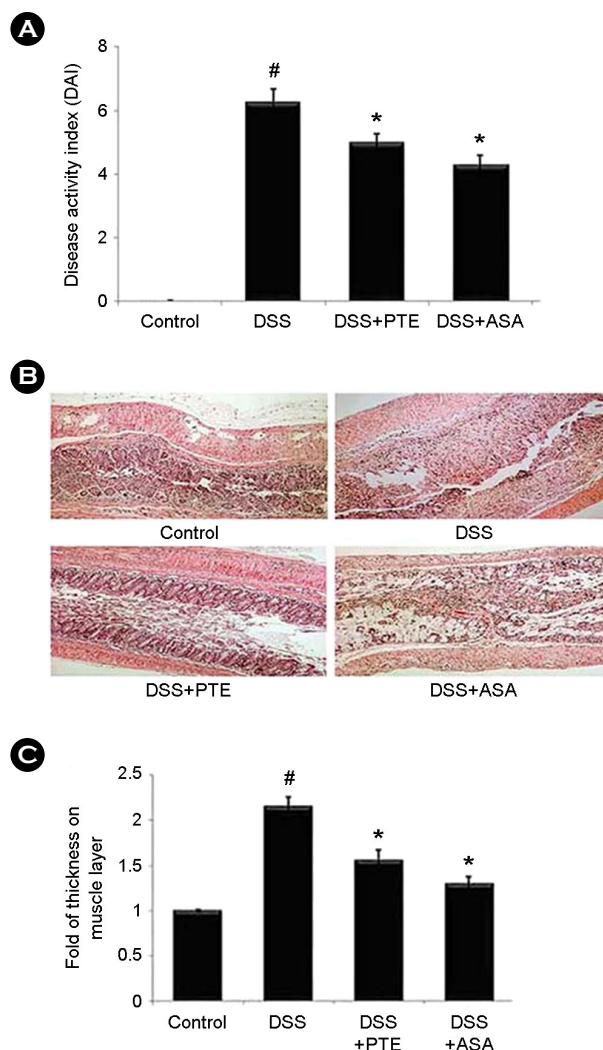 A
Disease activity index (DAI)
8
6
4
2
0
#
*
*
Control DSS DSS+PTE DSS+ASA
B
Control DSS
DSS+PTE DSS+ASA
C
Fold of thickness on
muscle layer
2.5
2
1.5
1
0.5
0
#
*
*
Control DSS DSS DSS
+PTE +ASA